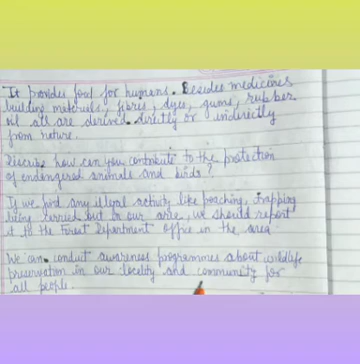 It provides food for humans. Besides medicines
building materials, fibres, dyes, gums, rubber
oil etc are derived directly or indirectly
from nature.
Discuss how can you contribute to the protection
of endangered animals and birds?
If we find any illegal activity like poaching, trapping
being carried out in our area, we should report
it to the Forest Department office in the area
We can conduct awareness programmes about wildlife
preservation in our locality and community for
all people.